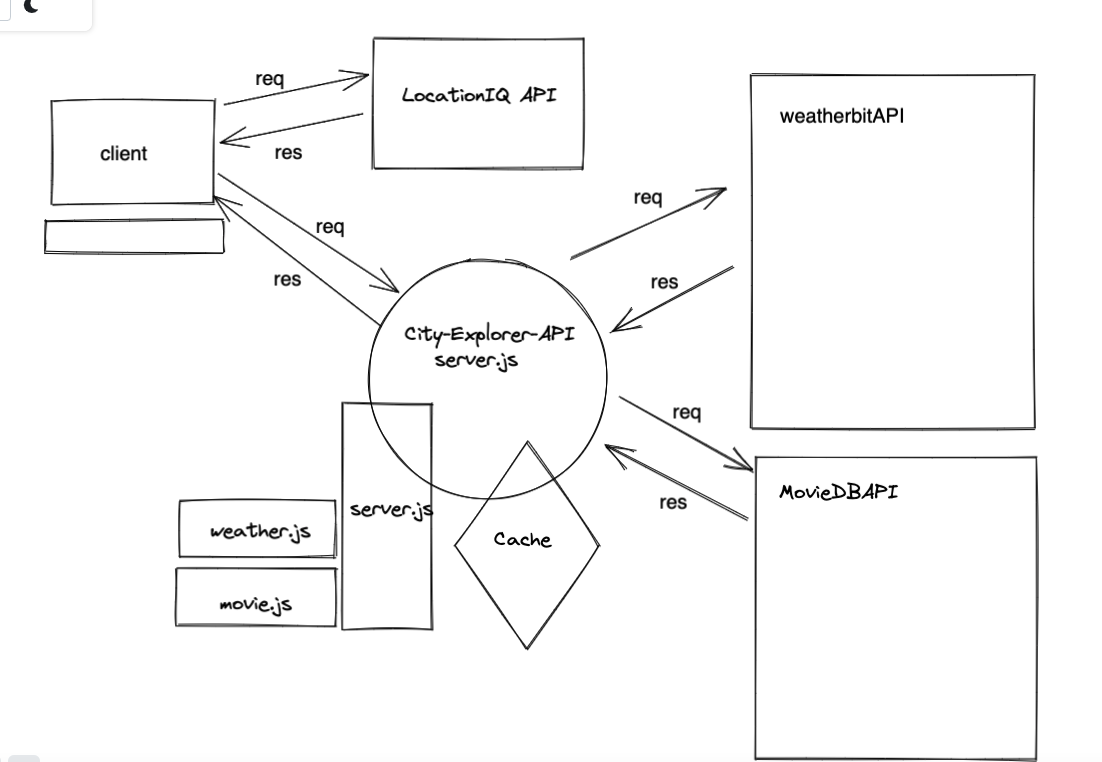 req
LocationIQ API
client
res
weatherbitAPI
req
req
res
res
City-Explorer-API
server.js
req
res
MovieDBAPI
server.js
weather.js
Cache
movie.js